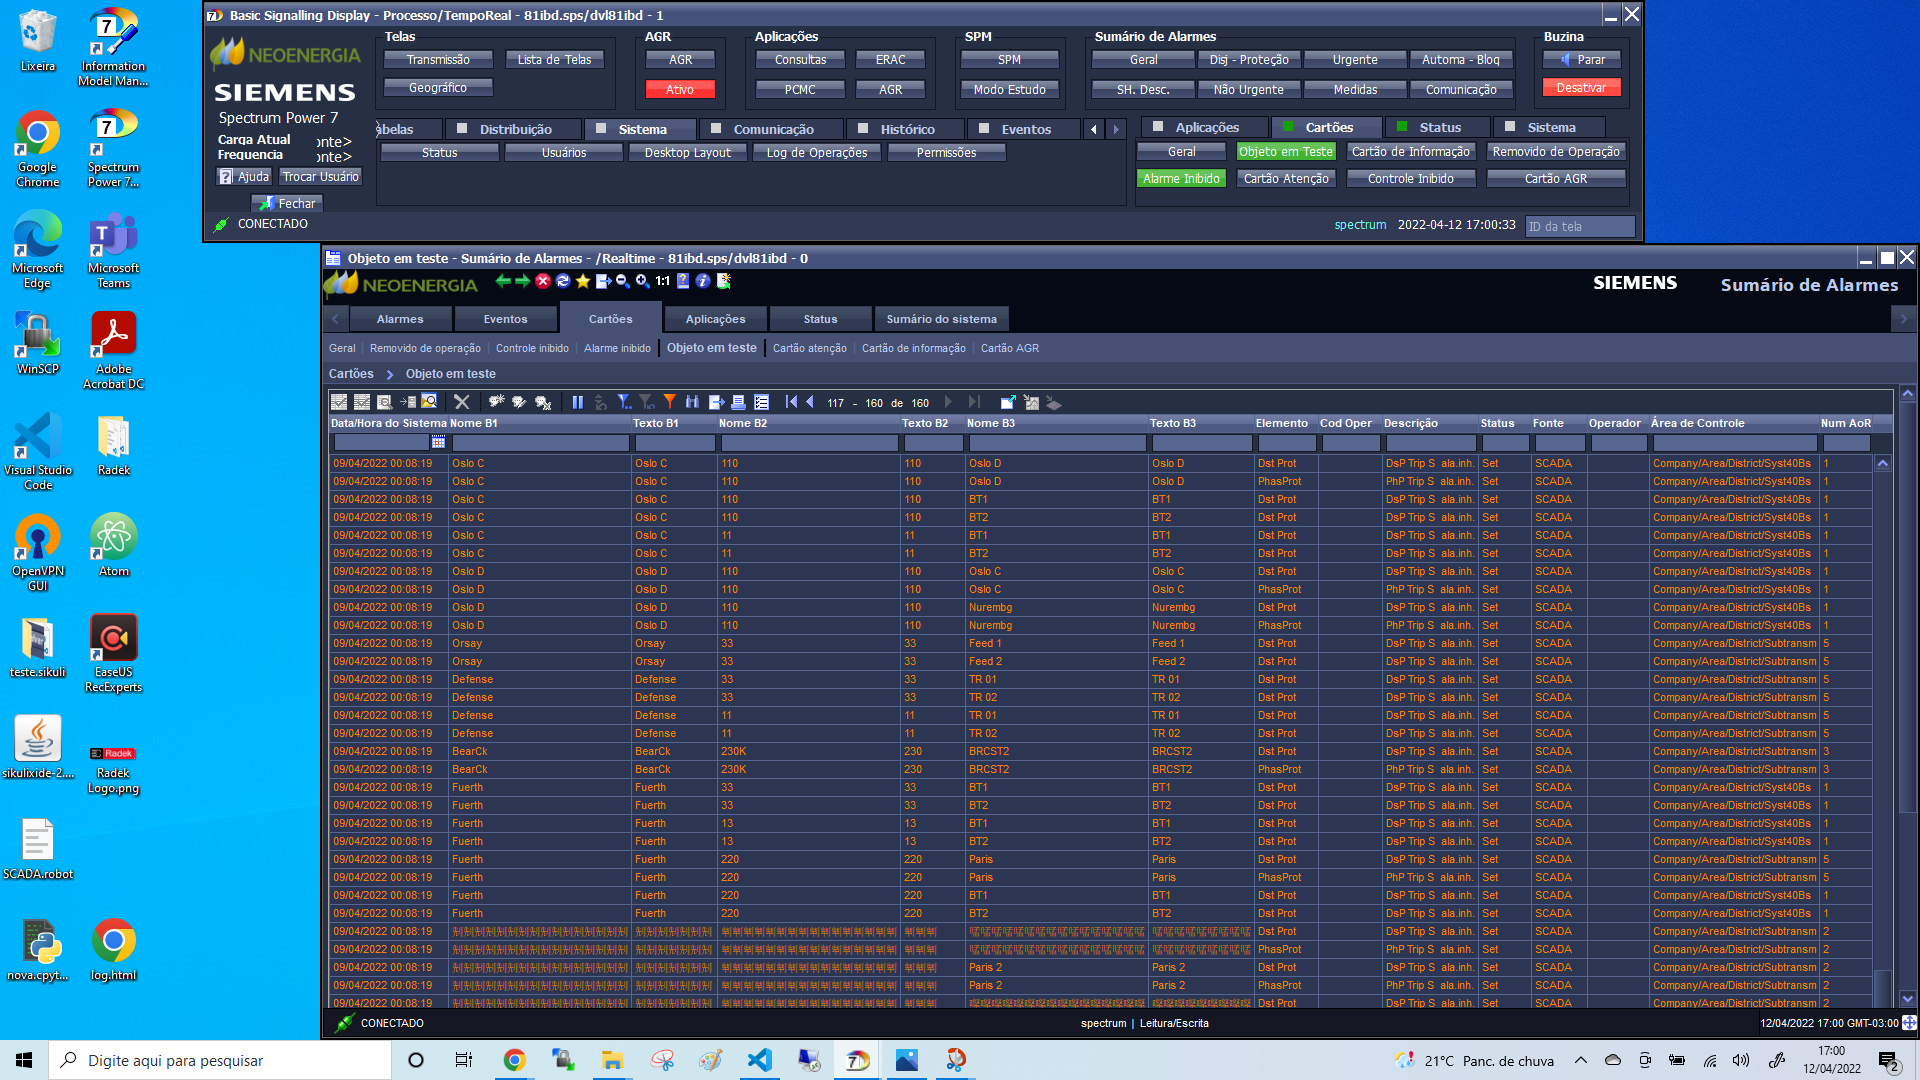 Basic Signalling Display - Processo/TempoReal - 81ibd.sps/dvl81ibd - 1
NEOENERGIA
SIEMENS
Spectrum Power 7
Carga Atual onte>
Frequencia onte>
Ajuda Trocar Usuário
Fechar
Telas
Transmissão Lista de Telas
Geográfico
AGR
AGR
Ativo
Aplicações
Consultas ERAC
PCMC AGR
SPM
SPM
Modo Estudo
Sumário de Alarmes
Geral Disj - Proteção Urgente Automa - Bloq
SH. Desc. Não Urgente Medidas Comunicação
Buzina
Parar
Desativar
abelas Distribuição Sistema Comunicação Histórico Eventos
Status Usuários Desktop Layout Log de Operações Permissões
Aplicações Cartões Status Sistema
Geral Objeto em Teste Cartão de Informação Removido de Operação
Alarme Inibido Cartão Atenção Controle Inibido Cartão AGR
CONECTADO spectrum 2022-04-12 17:00:33 ID da tela
Objeto em teste - Sumário de Alarmes - /Realtime - 81ibd.sps/dvl81ibd - 0
NEOENERGIA 1:1 SIEMENS Sumário de Alarmes
Alarmes Eventos Cartões Aplicações Status Sumário do sistema
Geral Removido de operação Controle inibido Alarme inibido Objeto em teste Cartão atenção Cartão de informação Cartão AGR
Cartões Objeto em teste
117 - 160 de 160
Data/Hora do Sistema Nome B1 Texto B1 Nome B2 Texto B2 Nome B3 Texto B3 Elemento Cod Oper Descrição Status Fonte Operador Área de Controle Num AoR
09/04/2022 00:08:19 Oslo C Oslo C 110 110 Oslo D Oslo D Dst Prot DsP Trip S ala.inh. Set SCADA Company/Area/District/Syst40Bs 1
09/04/2022 00:08:19 Oslo C Oslo C 110 110 Oslo D Oslo D PhasProt PhP Trip S ala.inh. Set SCADA Company/Area/District/Syst40Bs 1
09/04/2022 00:08:19 Oslo C Oslo C 110 110 BT1 BT1 Dst Prot DsP Trip S ala.inh. Set SCADA Company/Area/District/Syst40Bs 1
09/04/2022 00:08:19 Oslo C Oslo C 110 110 BT2 BT2 Dst Prot DsP Trip S ala.inh. Set SCADA Company/Area/District/Syst40Bs 1
09/04/2022 00:08:19 Oslo C Oslo C 11 11 BT1 BT1 Dst Prot DsP Trip S ala.inh. Set SCADA Company/Area/District/Syst40Bs 1
09/04/2022 00:08:19 Oslo C Oslo C 11 11 BT2 BT2 Dst Prot DsP Trip S ala.inh. Set SCADA Company/Area/District/Syst40Bs 1
09/04/2022 00:08:19 Oslo D Oslo D 110 110 Oslo C Oslo C Dst Prot DsP Trip S ala.inh. Set SCADA Company/Area/District/Syst40Bs 1
09/04/2022 00:08:19 Oslo D Oslo D 110 110 Oslo C Oslo C PhasProt PhP Trip S ala.inh. Set SCADA Company/Area/District/Syst40Bs 1
09/04/2022 00:08:19 Oslo D Oslo D 110 110 Nurembg Nurembg Dst Prot DsP Trip S ala.inh. Set SCADA Company/Area/District/Syst40Bs 1
09/04/2022 00:08:19 Oslo D Oslo D 110 110 Nurembg Nurembg PhasProt PhP Trip S ala.inh. Set SCADA Company/Area/District/Syst40Bs 1
09/04/2022 00:08:19 Orsay Orsay 33 33 Feed 1 Feed 1 Dst Prot DsP Trip S ala.inh. Set SCADA Company/Area/District/Subtransm 5
09/04/2022 00:08:19 Orsay Orsay 33 33 Feed 2 Feed 2 Dst Prot DsP Trip S ala.inh. Set SCADA Company/Area/District/Subtransm 5
09/04/2022 00:08:19 Defense Defense 33 33 TR 01 TR 01 Dst Prot DsP Trip S ala.inh. Set SCADA Company/Area/District/Subtransm 5
09/04/2022 00:08:19 Defense Defense 33 33 TR 02 TR 02 Dst Prot DsP Trip S ala.inh. Set SCADA Company/Area/District/Subtransm 5
09/04/2022 00:08:19 Defense Defense 11 11 TR 01 TR 01 Dst Prot DsP Trip S ala.inh. Set SCADA Company/Area/District/Subtransm 5
09/04/2022 00:08:19 Defense Defense 11 11 TR 02 TR 02 Dst Prot DsP Trip S ala.inh. Set SCADA Company/Area/District/Subtransm 5
09/04/2022 00:08:19 BearCk BearCk 230K 230 BRCST2 BRCST2 Dst Prot DsP Trip S ala.inh. Set SCADA Company/Area/District/Subtransm 3
09/04/2022 00:08:19 BearCk BearCk 230K 230 BRCST2 BRCST2 PhasProt PhP Trip S ala.inh. Set SCADA Company/Area/District/Subtransm 3
09/04/2022 00:08:19 Fuerth Fuerth 33 33 BT1 BT1 Dst Prot DsP Trip S ala.inh. Set SCADA Company/Area/District/Syst40Bs 1
09/04/2022 00:08:19 Fuerth Fuerth 33 33 BT2 BT2 Dst Prot DsP Trip S ala.inh. Set SCADA Company/Area/District/Syst40Bs 1
09/04/2022 00:08:19 Fuerth Fuerth 13 13 BT1 BT1 Dst Prot DsP Trip S ala.inh. Set SCADA Company/Area/District/Syst40Bs 1
09/04/2022 00:08:19 Fuerth Fuerth 13 13 BT2 BT2 Dst Prot DsP Trip S ala.inh. Set SCADA Company/Area/District/Syst40Bs 1
09/04/2022 00:08:19 Fuerth Fuerth 220 220 Paris Paris Dst Prot DsP Trip S ala.inh. Set SCADA Company/Area/District/Subtransm 5
09/04/2022 00:08:19 Fuerth Fuerth 220 220 Paris Paris PhasProt PhP Trip S ala.inh. Set SCADA Company/Area/District/Subtransm 5
09/04/2022 00:08:19 Fuerth Fuerth 220 220 BT1 BT1 Dst Prot DsP Trip S ala.inh. Set SCADA Company/Area/District/Syst40Bs 1
09/04/2022 00:08:19 Fuerth Fuerth 220 220 BT2 BT2 Dst Prot DsP Trip S ala.inh. Set SCADA Company/Area/District/Syst40Bs 1
09/04/2022 00:08:19 Dst Prot DsP Trip S ala.inh. Set SCADA Company/Area/District/Subtransm 2
09/04/2022 00:08:19 PhasProt PhP Trip S ala.inh. Set SCADA Company/Area/District/Subtransm 2
09/04/2022 00:08:19 Paris 2 Paris 2 Dst Prot DsP Trip S ala.inh. Set SCADA Company/Area/District/Subtransm 2
09/04/2022 00:08:19 Paris 2 Paris 2 PhasProt PhP Trip S ala.inh. Set SCADA Company/Area/District/Subtransm 2
09/04/2022 00:08:19 Dst Prot DsP Trip S ala.inh. Set SCADA Company/Area/District/Subtransm 2
CONECTADO spectrum | Leitura/Escrita 12/04/2022 17:00 GMT-03:00
Lixeira
Information Model Man...
Google Chrome
Spectrum Power 7...
Microsoft Edge
Microsoft Teams
WinSCP
Adobe Acrobat DC
Visual Studio Code
Radek
OpenVPN GUI
Atom
teste.sikuli
EaseUS RecExperts
sikulixide-2....
Radek
Radek Logo.png
SCADA.robot
nova.cpyt...
log.html
Digite aqui para pesquisar
21°C Panc. de chuva
17:00
12/04/2022
2